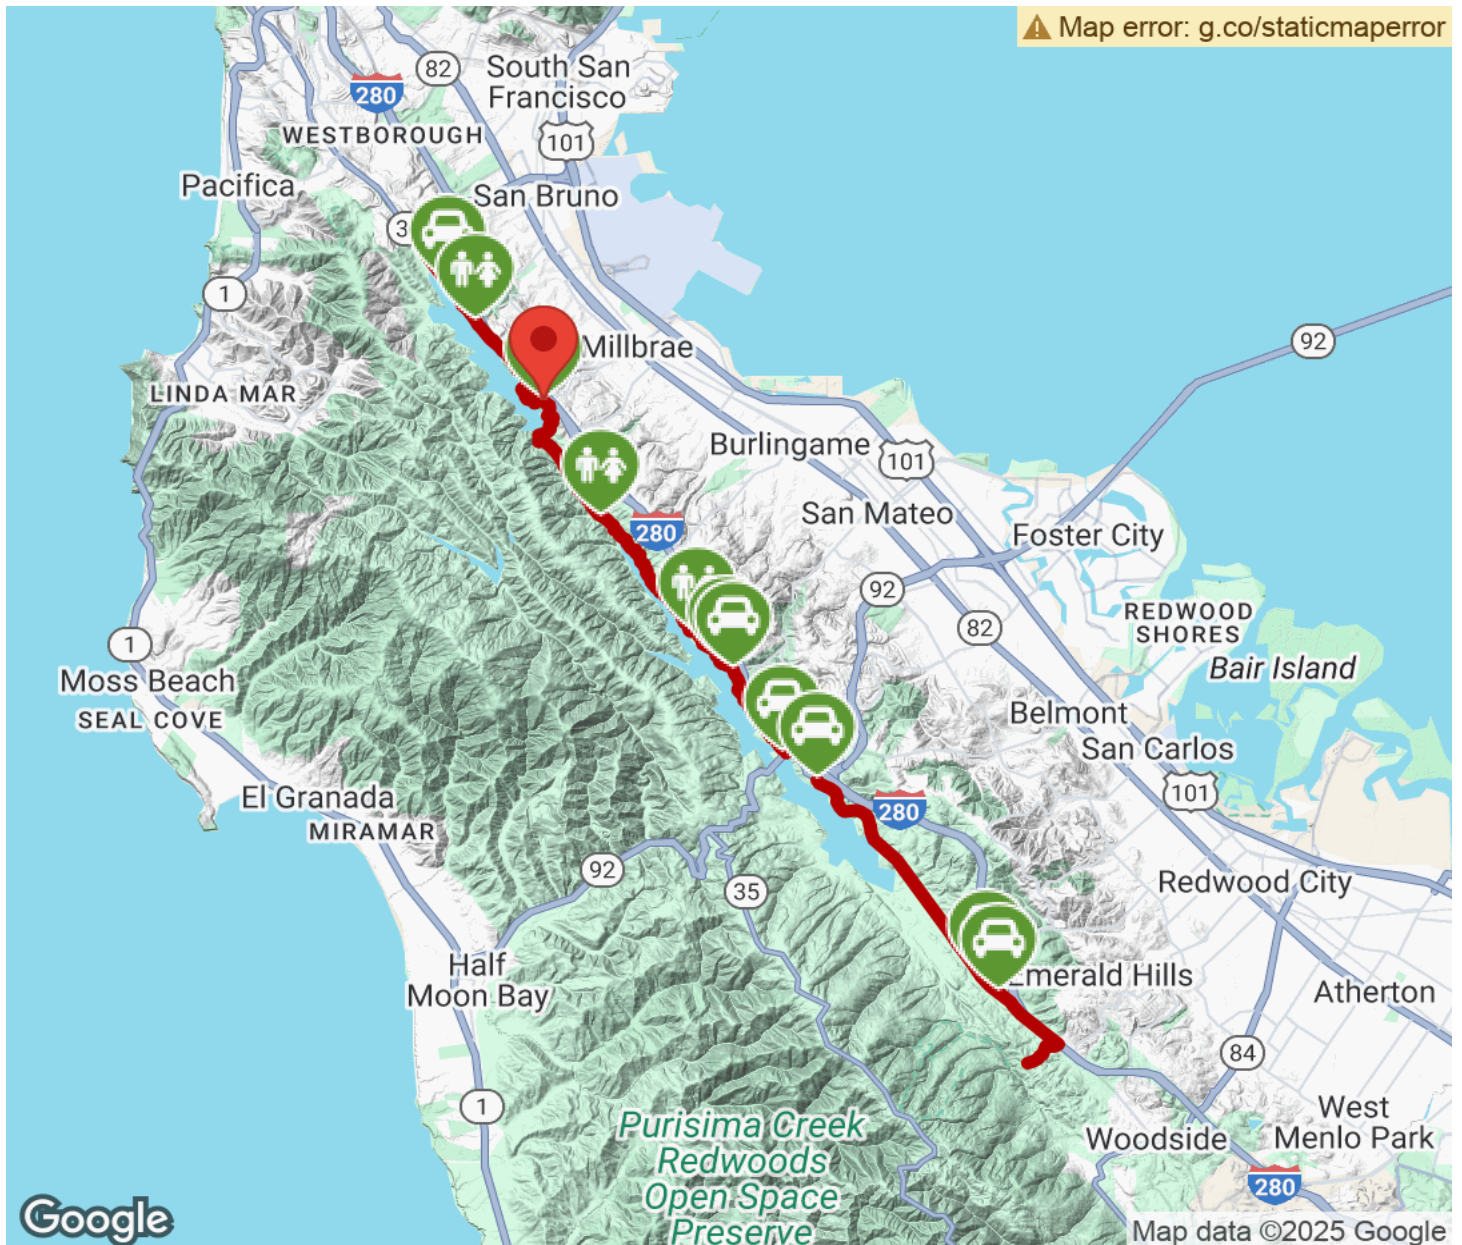 Map error: g.co/staticmaperror
82
South San
Francisco
280
WESTBOROUGH
101
Pacifica
San Bruno
3
1
Millbrae
92
LINDA MAR
Burlingame
101
San Mateo
280
Foster City
92
REDWOOD
SHORES
82
1
Bair Island
Moss Beach
SEAL COVE
Belmont
San Carlos
El Granada
101
280
MIRAMAR
92
Redwood City
35
Half
Moon Bay
Emerald Hills
Atherton
84
1
West
Menlo Park
Purisima Creek
Redwoods
Open Space
Preserve
Woodside
280
Google
Map data ©2025 Google